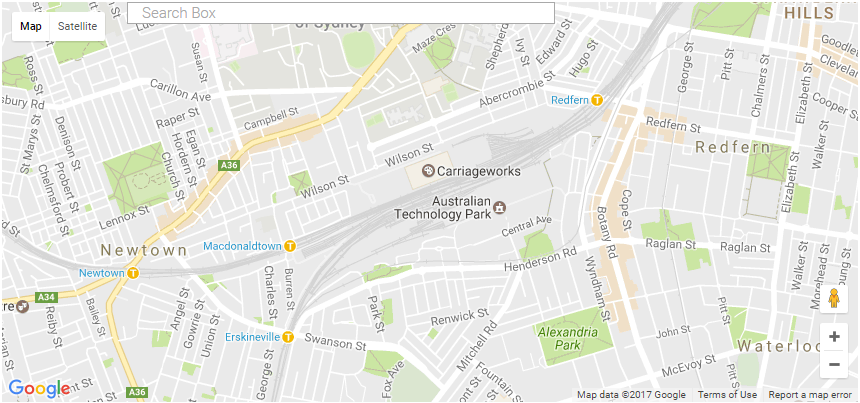 Search Box
Map
Satellite
of Sydney
HILLS
Maze Cres
Shepherd
Ivy St
Edward St
Hugo St
George St
Pitt St
Chalmers St
Elizabeth St
Cleveland
Cooper St
Ross St
Susan St
Carillon Ave
sbury Rd
Abercrombie St
Redfern
Redfern St
Redfern
Walker St
St Marys St
Denison St
Probert St
Chelmsford St
Raper St
Egan St
Hordern St
Church St
Campbell St
A36
Wilson St
Wilson St
Carriageworks
Australian
Technology Park
Central Ave
Cope St
Botany Rd
Elizabeth St
Lennox St
Newtown
Macdonaldtown
Newtown
Raglan St
Raglan St
Henderson Rd
Wyndham St
Walker St
Morehead St
Young St
Charles St
Burren St
A34
tre
Relby St
Bailey St
Angel St
Gowrie St
Union St
Erskineville
Swanson St
Park St
Renwick St
Mitchell Rd
Alexandria
Park
John St
Waterloo
McEvoy St
Pitt St
George St
Fox Ave
Fountain St
ont St
A36
Google
Map data ©2017 Google
Terms of Use
Report a map error